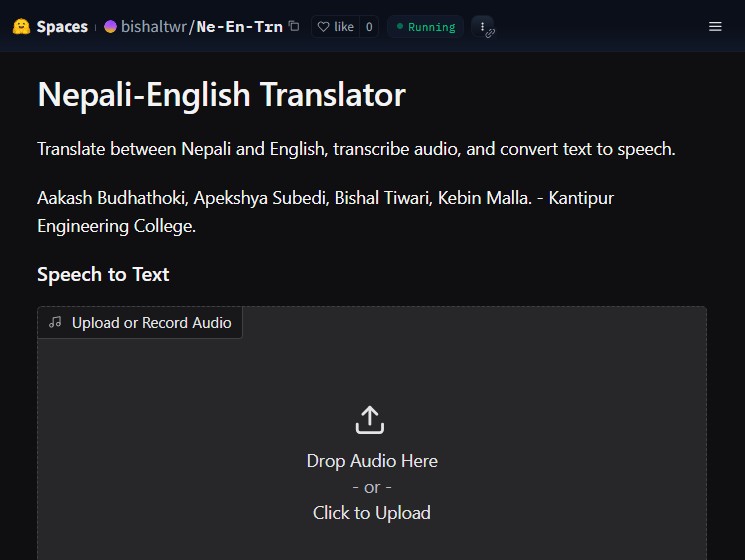 Spaces bishaltwr/Ne-En-Trn like 0 Running
Nepali-English Translator
Translate between Nepali and English, transcribe audio, and convert text to speech.
Aakash Budhathoki, Apekshya Subedi, Bishal Tiwari, Kebin Malla. - Kantipur
Engineering College.
Speech to Text
Upload or Record Audio
Drop Audio Here
- or -
Click to Upload